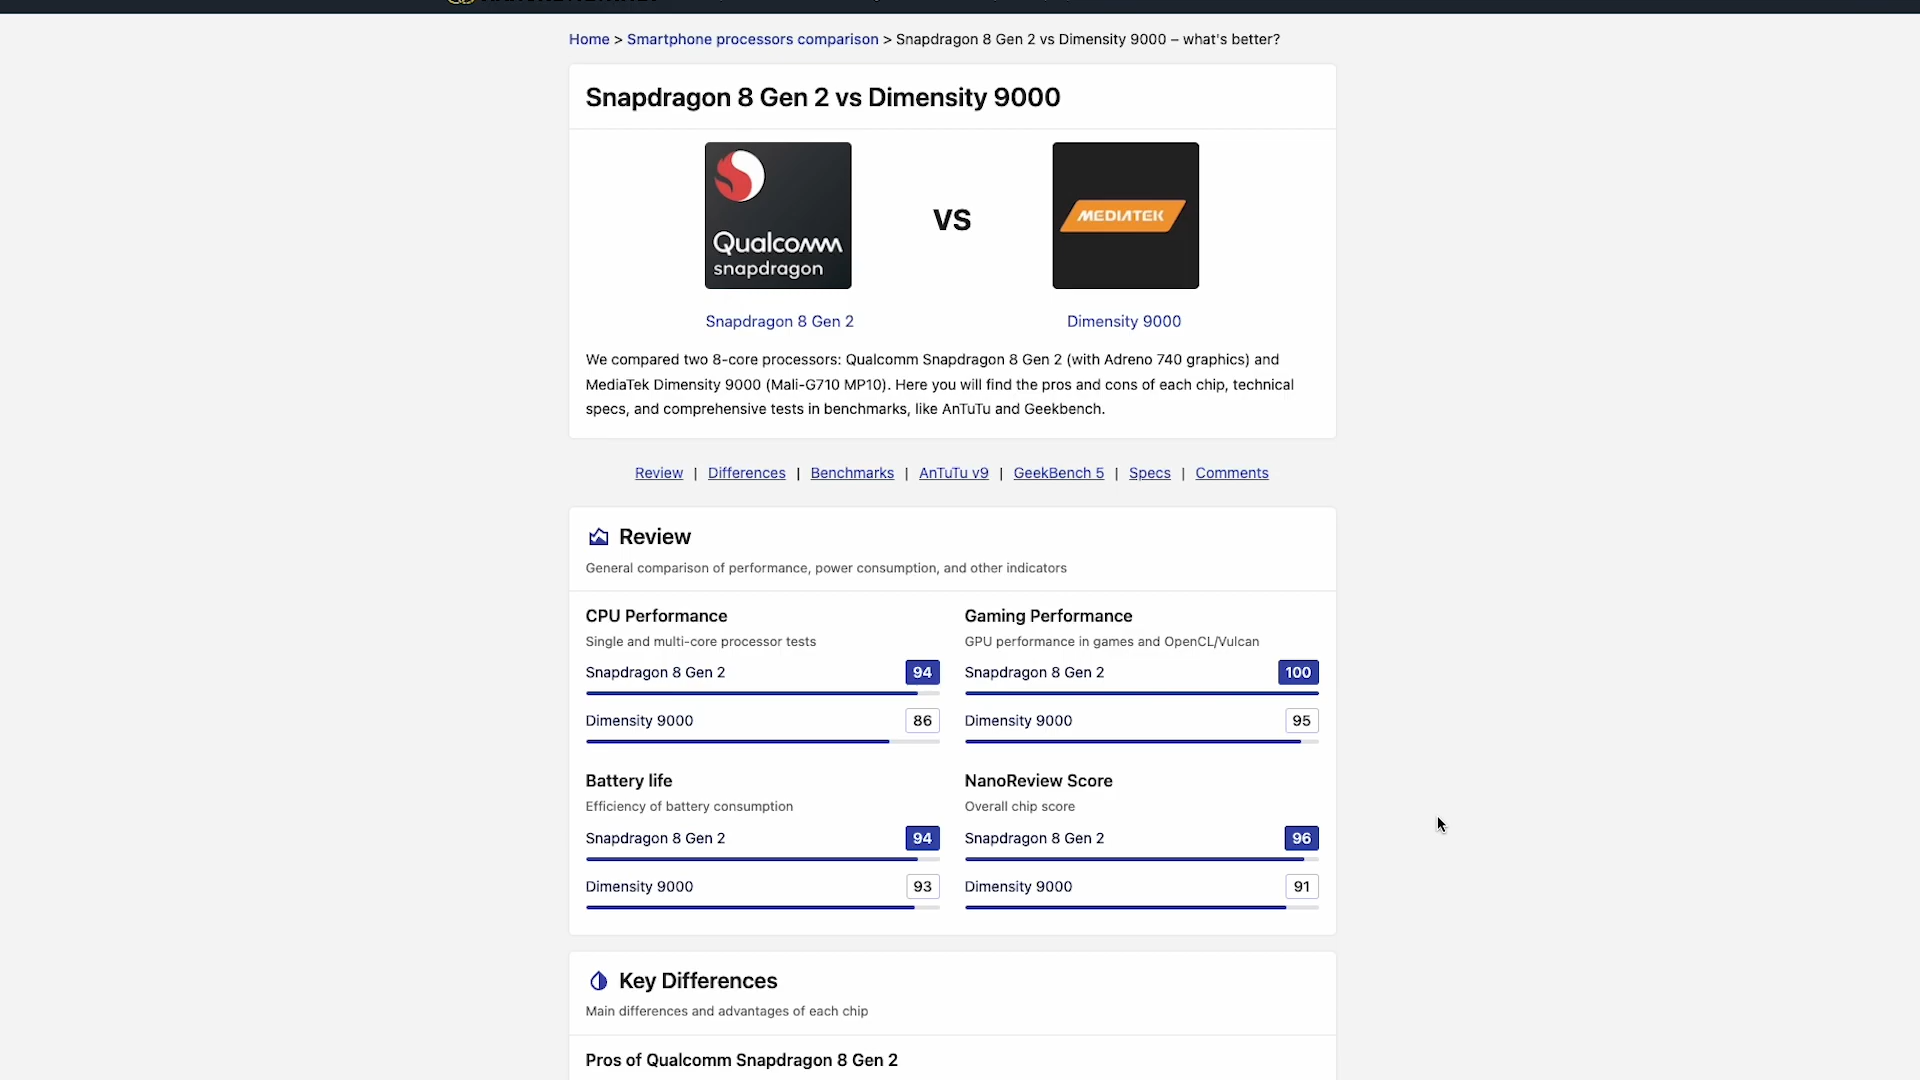 Home > Smartphone processors comparison > Snapdragon 8 Gen 2 vs Dimensity 9000 – what's better?
Snapdragon 8 Gen 2 vs Dimensity 9000
Qualcomm
snapdragon
VS
MEDIATEK
Snapdragon 8 Gen 2
Dimensity 9000
We compared two 8-core processors: Qualcomm Snapdragon 8 Gen 2 (with Adreno 740 graphics) and
MediaTek Dimensity 9000 (Mali-G710 MP10). Here you will find the pros and cons of each chip, technical
specs, and comprehensive tests in benchmarks, like AnTuTu and Geekbench.
Review | Differences | Benchmarks | AnTuTu v9 | GeekBench 5 | Specs | Comments
Review
General comparison of performance, power consumption, and other indicators
CPU Performance
Single and multi-core processor tests
Snapdragon 8 Gen 2 94
Dimensity 9000 86
Gaming Performance
GPU performance in games and OpenCL/Vulcan
Snapdragon 8 Gen 2 100
Dimensity 9000 95
Battery life
Efficiency of battery consumption
Snapdragon 8 Gen 2 94
Dimensity 9000 93
NanoReview Score
Overall chip score
Snapdragon 8 Gen 2 96
Dimensity 9000 91
Key Differences
Main differences and advantages of each chip
Pros of Qualcomm Snapdragon 8 Gen 2